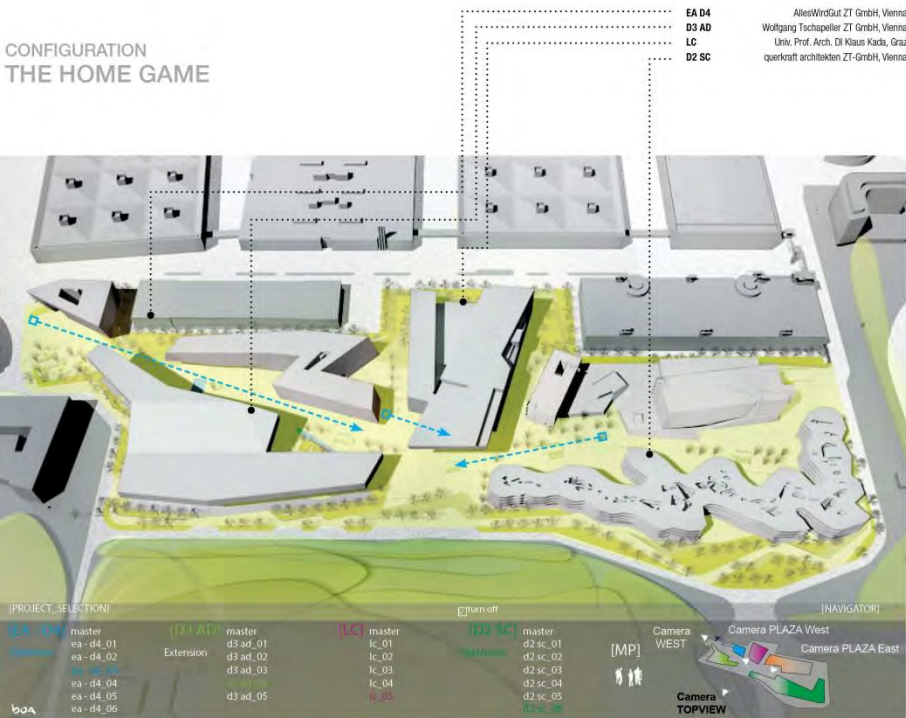 CONFIGURATION
THE HOME GAME
EA D4 AllesWirdGut ZT GmbH, Vienna
D3 AD Wolfgang Tschapeller ZT GmbH, Vienna
LC Univ. Prof. Arch. DI Klaus Kada, Graz
D2 SC querkraft architekten ZT-GmbH, Vienna
[PROJECT_SELECTION] turn off [NAVIGATOR]
[EA - D4] master
ea - d4_01
ea - d4_02
ea - d4_04
ea - d4_05
ea - d4_06
[D3 AD] master
Extension
d3 ad_01
d3 ad_02
d3 ad_03
d3 ad_05
[LC] master
lc_01
lc_02
lc_03
lc_04
lc_05
[D2 SC] master
d2 sc_01
d2 sc_02
d2 sc_03
d2 sc_04
d2 sc_05
d2 sc_06
[MP]
Camera
WEST
Camera PLAZA West
Camera PLAZA East
Camera
TOPVIEW
boa